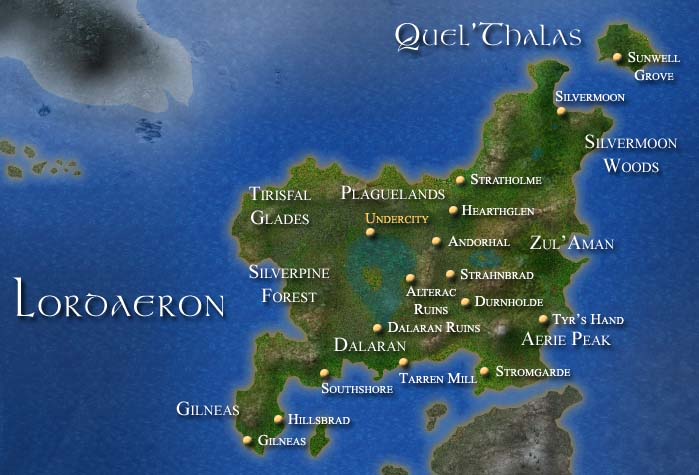 Quel'Thalas
Sunwell
Grove
Silvermoon
Silvermoon
Woods
Stratholme
Tirisfal
Glades
Plaguelands
Hearthglen
Undercity
Andorhal
Zul'Aman
Silverpine
Forest
Strahnbrad
Alterac
Ruins
Durnholde
Lordaeron
Tyr's Hand
Dalaran Ruins
Aerie Peak
Dalaran
Tarren Mill
Stromgarde
Southshore
Gilneas
Hillsbrad
Gilneas